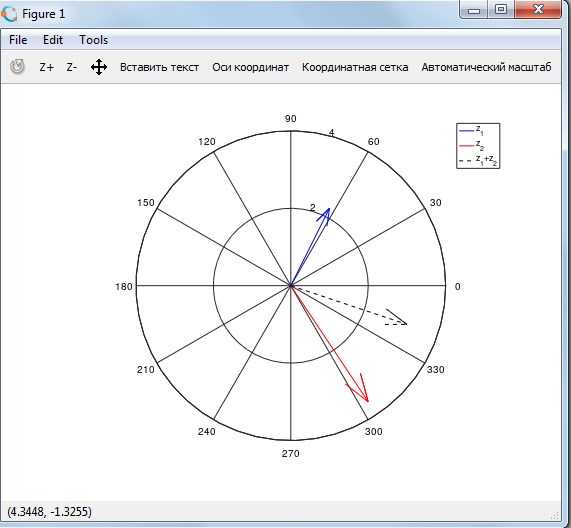 Figure 1
File Edit Tools
Z+ Z- Вставить текст Оси координат Координатная сетка Автоматический масштаб
90
120 4 60
z1
z2
z1+z2
150 2 30
180 0
210 330
240 300
270
(4.3448, -1.3255)